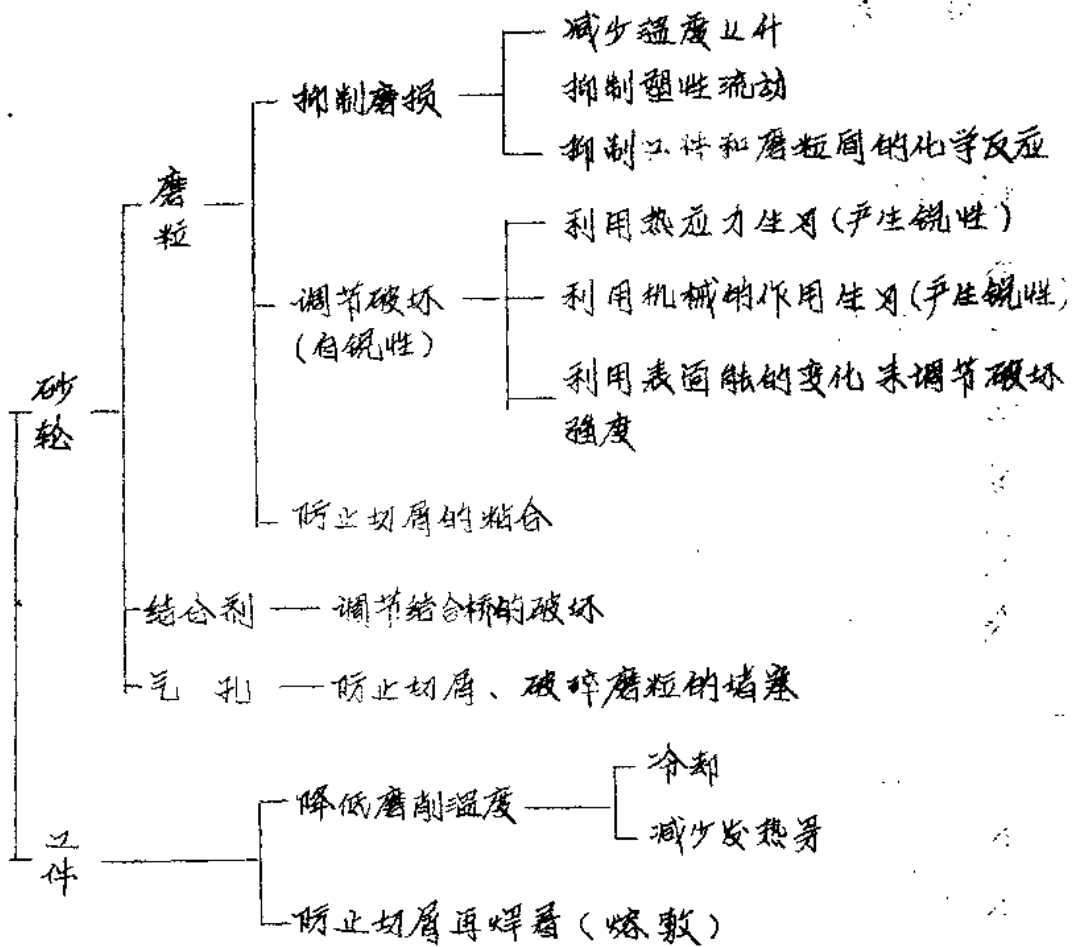 减少温度上升
抑制磨损
抑制塑性流动
抑制工件和磨粒间的化学反应
磨粒
利用热应力生刃(产生锐性)
调节破坏
(自锐性)
利用机械的作用生刃(产生锐性)
利用表面能的变化来调节破坏
强度
砂轮
防止切屑的粘合
结合剂
调节结合桥的破坏
气孔
防止切屑、破碎磨粒的堵塞
冷却
降低磨削温度
减少发热等
工件
防止切屑再焊着(熔敷)